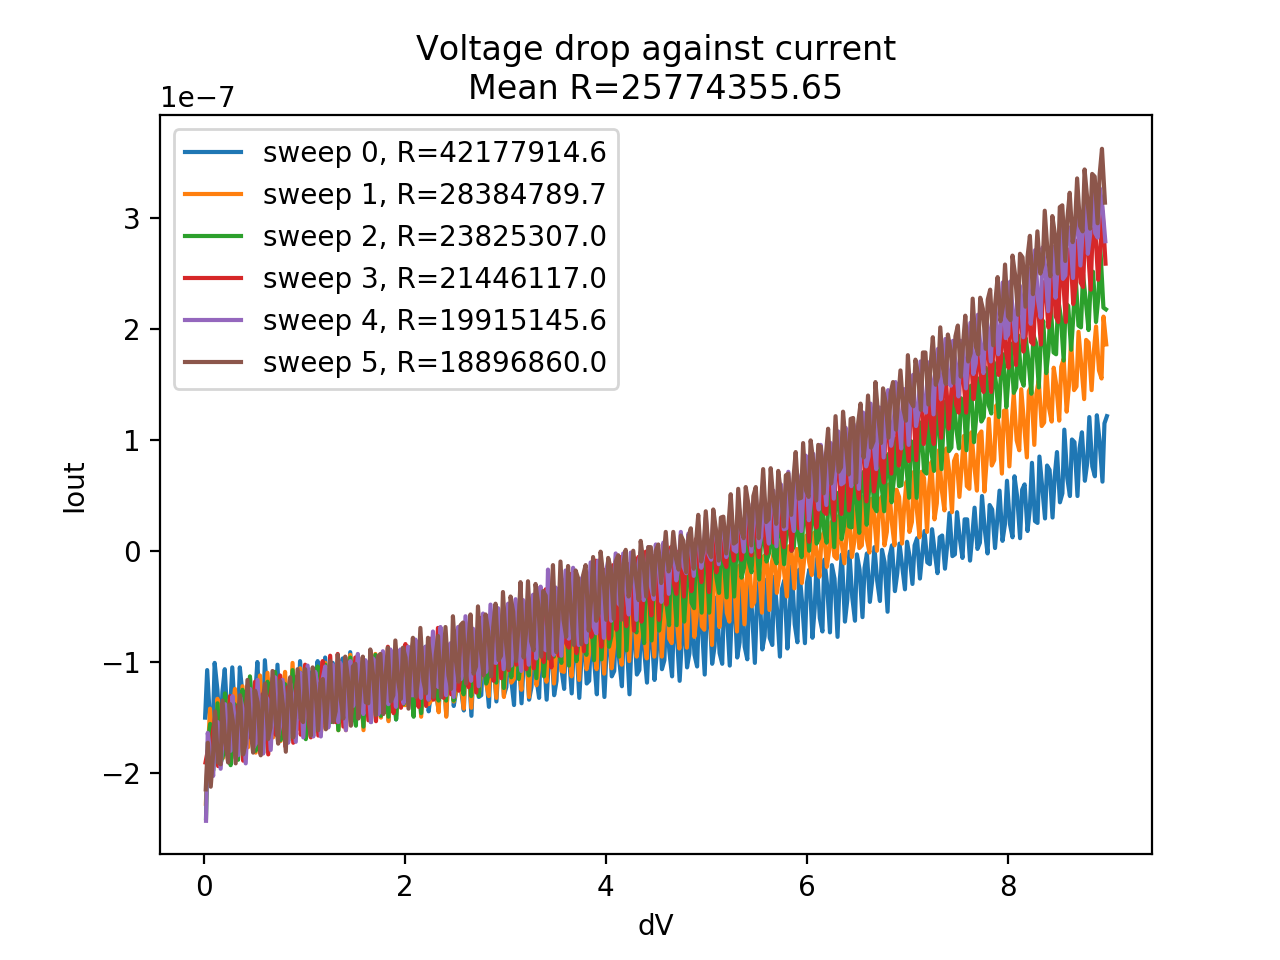 Voltage drop against current
Mean R=25774355.65
1e−7
sweep 0, R=42177914.6
sweep 1, R=28384789.7
sweep 2, R=23825307.0
sweep 3, R=21446117.0
sweep 4, R=19915145.6
sweep 5, R=18896860.0
3
2
1
0
−1
−2
Iout
0 2 4 6 8
dV